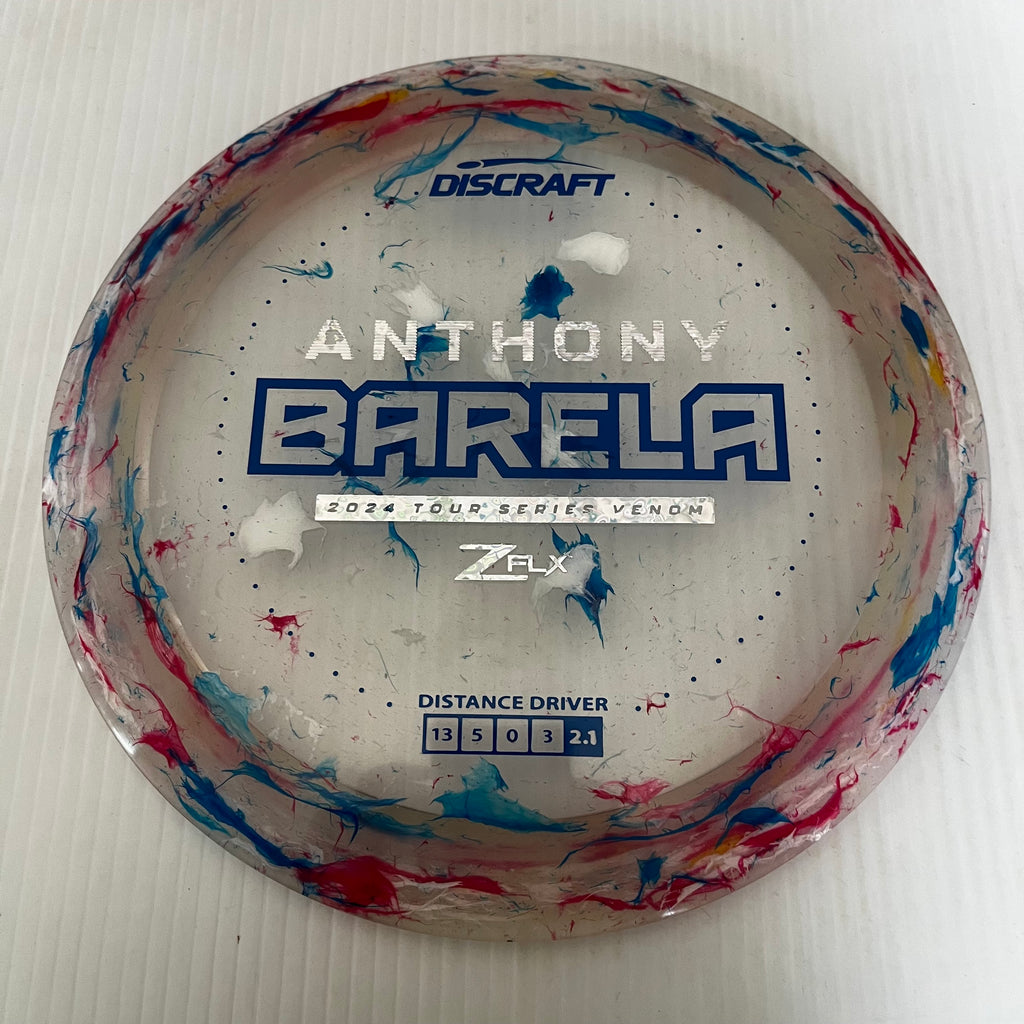 DISCRAFT
ANTHONY
BARELA
2024 TOUR SERIES VENOM
Z FLX
DISTANCE DRIVER
13 5 0 3 2.1